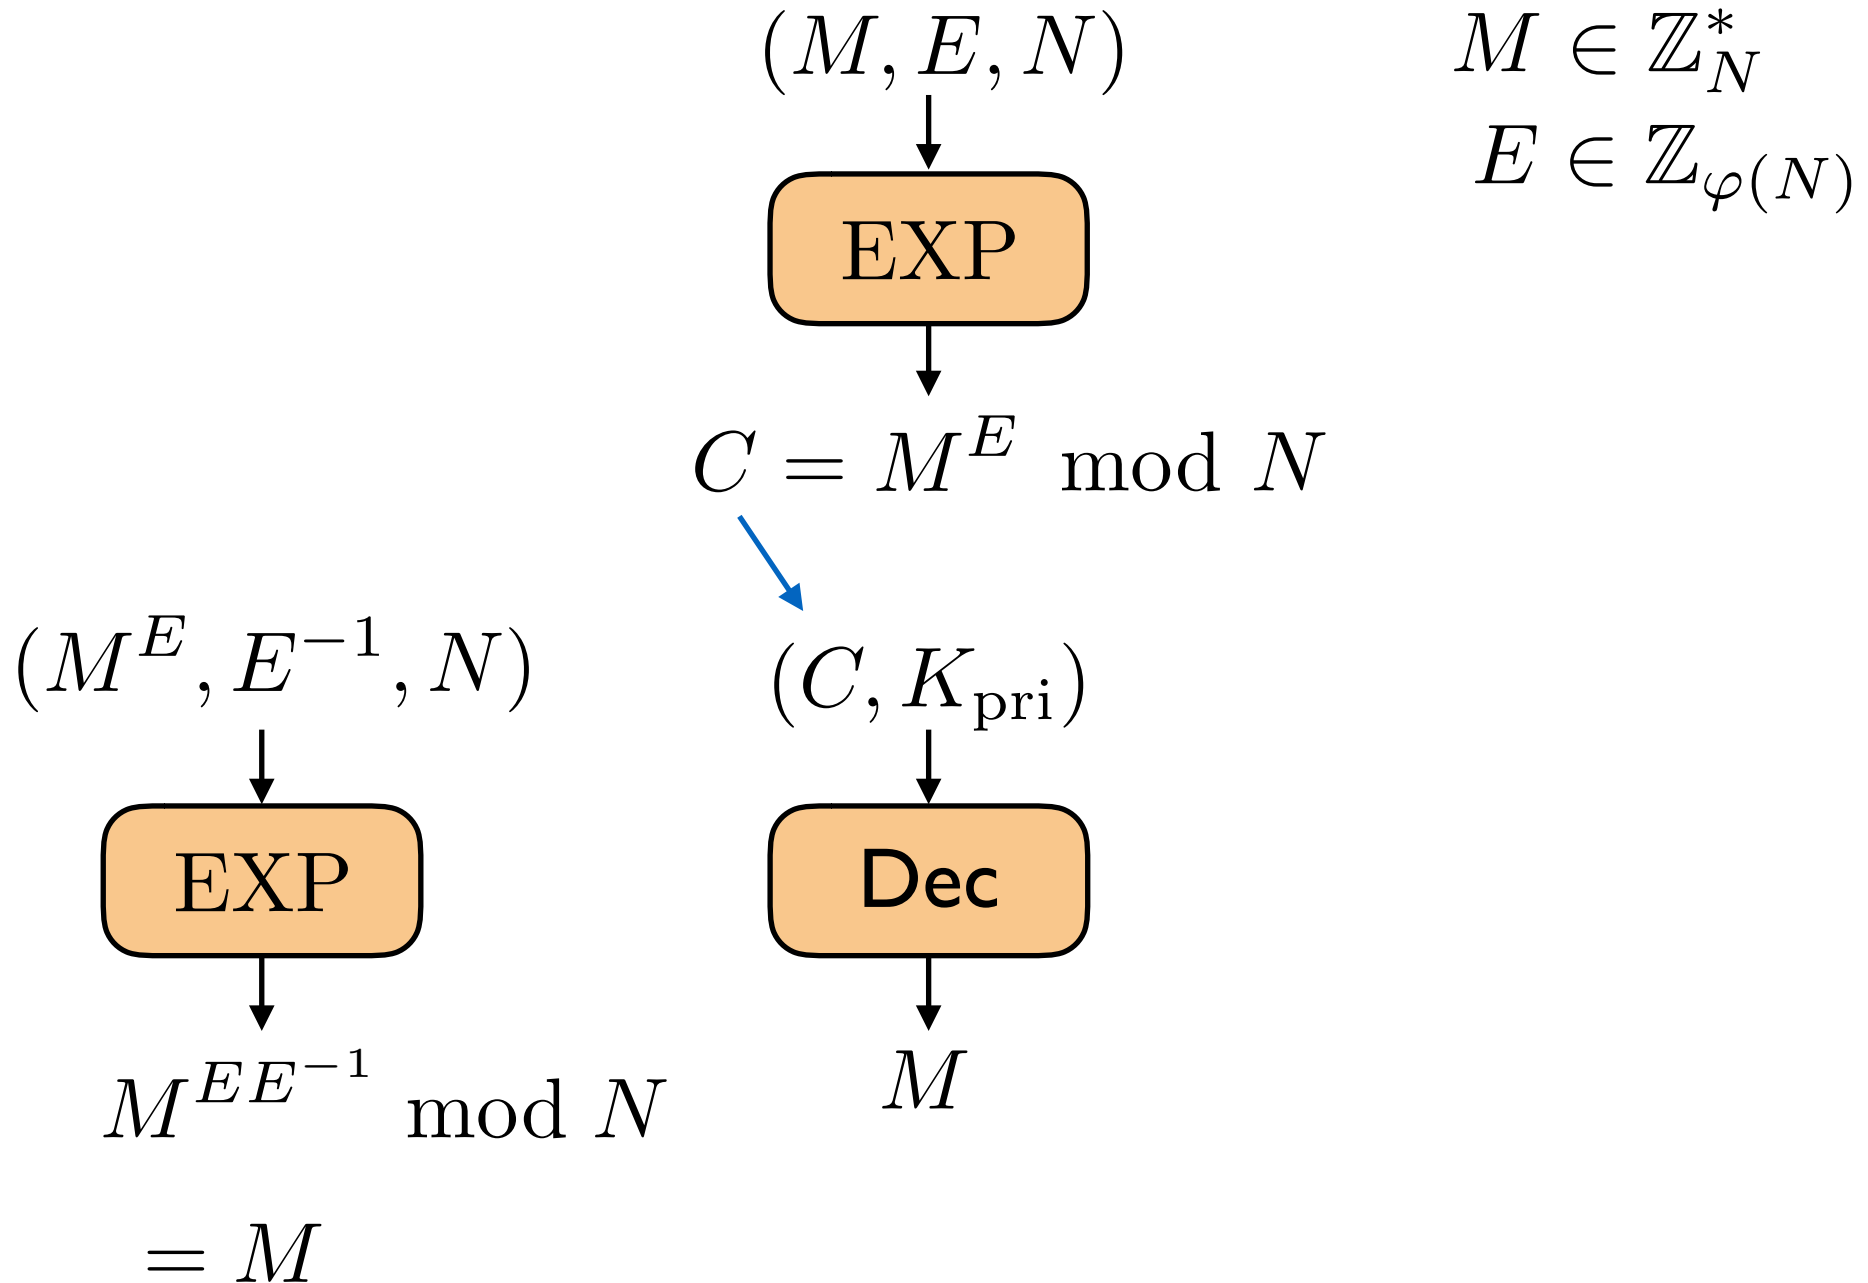 (M, E, N)
M ∈ ℤ*_N
E ∈ ℤ_φ(N)
EXP
C = M^E mod N
(M^E, E^−1, N)
(C, K_pri)
EXP
Dec
M^EE^−1 mod N
M
= M